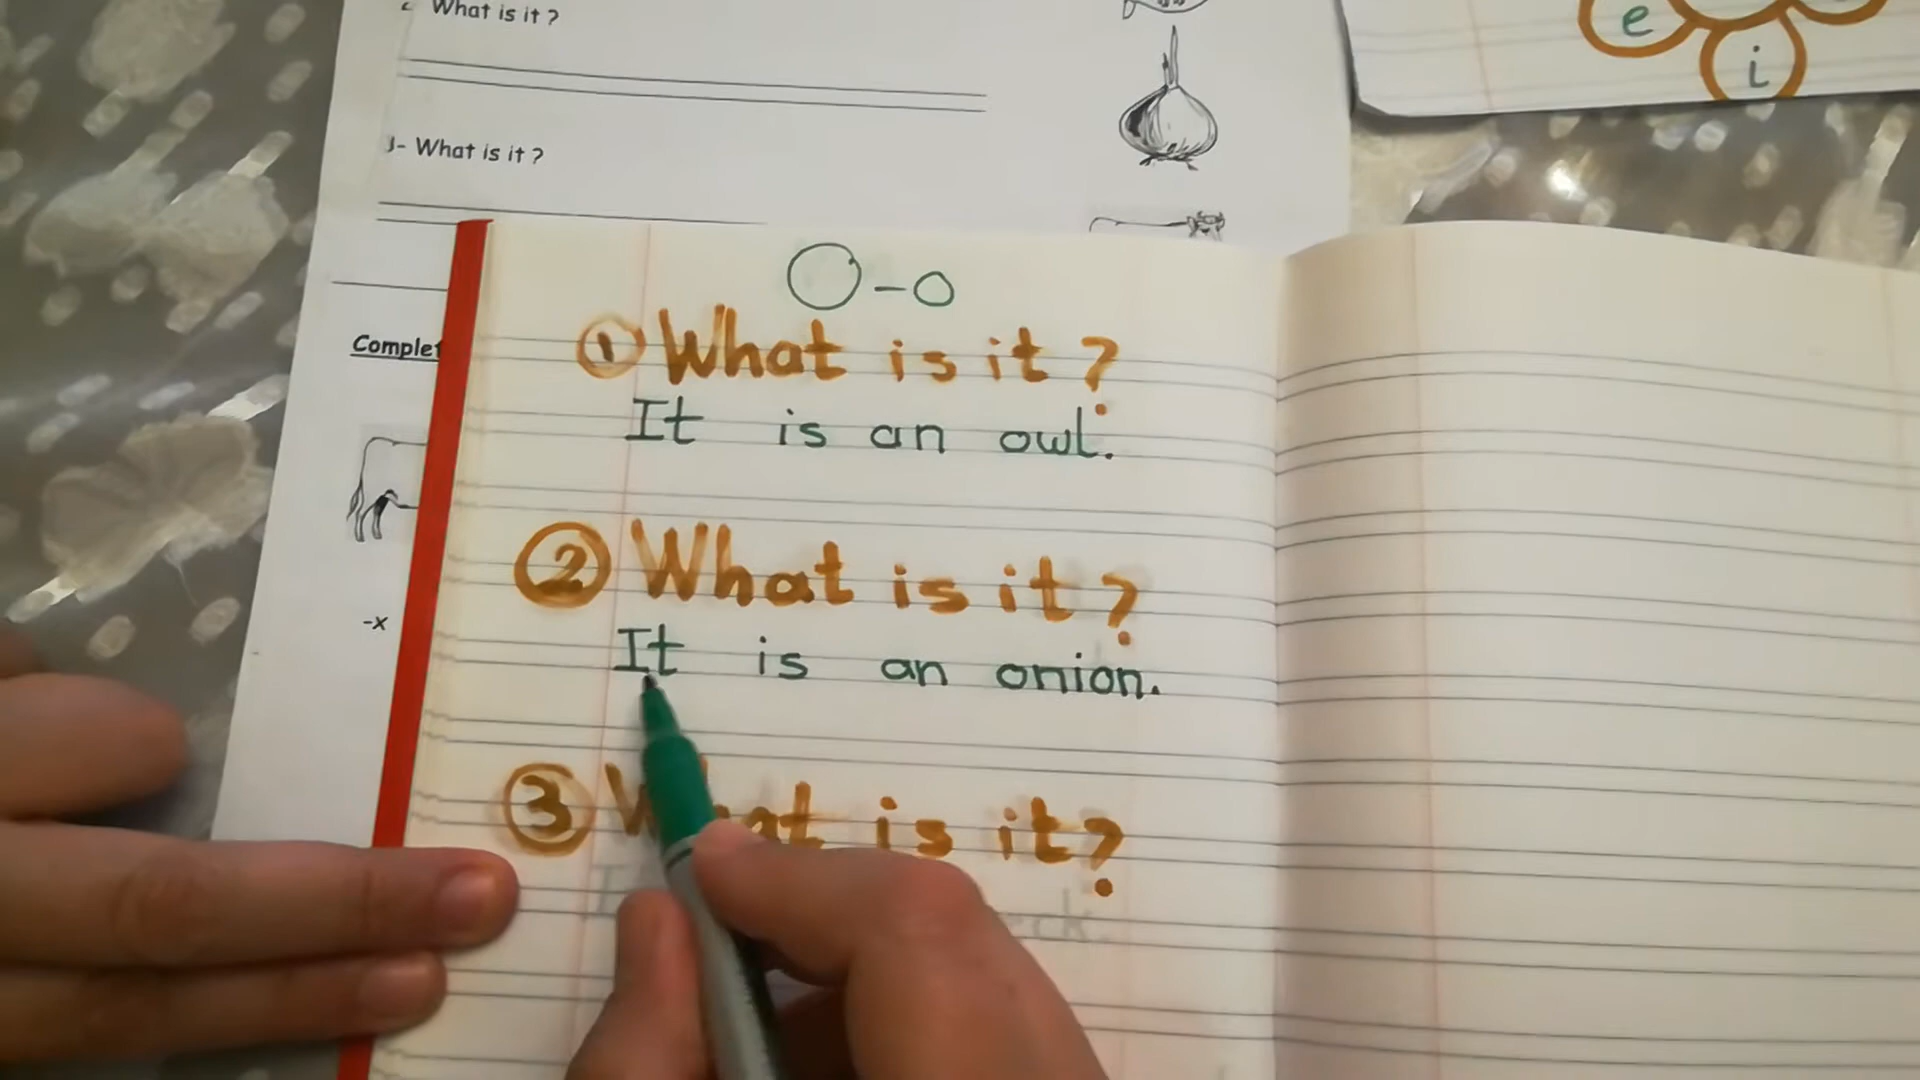 What is it ?
e
i
- What is it ?
O-o
① What is it ?
It is an owl.
Complet
② What is it ?
-x
It is an onion.
③ What is it ?